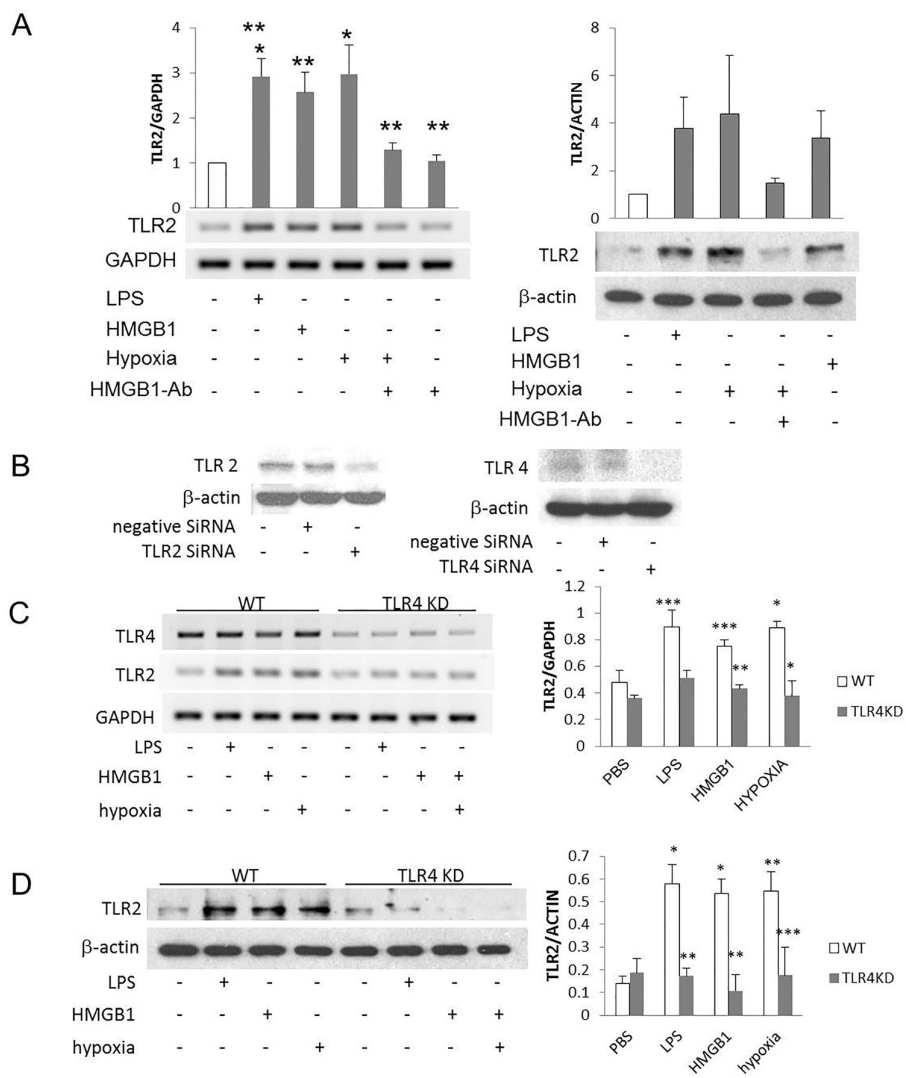 A
** * ** * ** **
TLR2/GAPDH
4
3
2
1
0
TLR2
GAPDH
LPS - + - - - -
HMGB1 - - + - - -
Hypoxia - - - + + -
HMGB1-Ab - - - - + +
TLR2/ACTIN
8
6
4
2
0
TLR2
β-actin
LPS - + - - -
HMGB1 - - - - +
Hypoxia - - + + -
HMGB1-Ab - - - + -
B
TLR 2
β-actin
negative SiRNA - + -
TLR2 SiRNA - - +
TLR 4
β-actin
negative SiRNA - + -
TLR4 SiRNA - - +
C
WT TLR4 KD
TLR4
TLR2
GAPDH
LPS - + - - - + - -
HMGB1 - - + - - - + +
hypoxia - - - + - - - +
TLR2/GAPDH
1.2
1
0.8
0.6
0.4
0.2
0
*** *** ** * *
PBS LPS HMGB1 HYPOXIA
WT
TLR4KD
D
WT TLR4 KD
TLR2
β-actin
LPS - + - - - + - -
HMGB1 - - + - - - + +
hypoxia - - - + - - - +
TLR2/ACTIN
0.7
0.6
0.5
0.4
0.3
0.2
0.1
0
* ** * ** ** ***
PBS LPS HMGB1 hypoxia
WT
TLR4KD